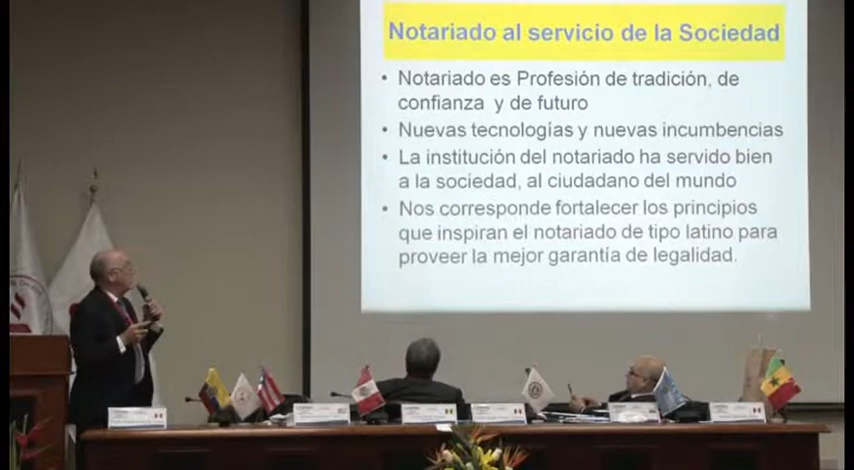 Notariado al servicio de la Sociedad
• Notariado es Profesión de tradición, de
confianza y de futuro
• Nuevas tecnologías y nuevas incumbencias
• La institución del notariado ha servido bien
a la sociedad, al ciudadano del mundo
• Nos corresponde fortalecer los principios
que inspiran el notariado de tipo latino para
proveer la mejor garantía de legalidad.